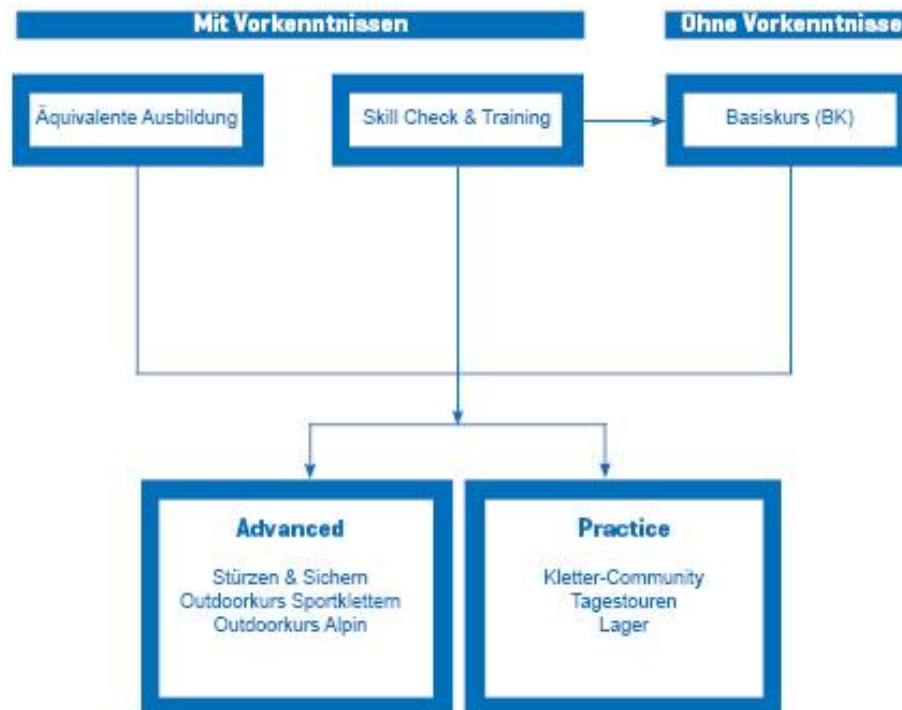 Mit Vorkenntnissen
Ohne Vorkenntnisse
Äquivalente Ausbildung
Skill Check & Training
Basiskurs (BK)
Advanced
Stürzen & Sichern
Outdoorkurs Sportklettern
Outdoorkurs Alpin
Practice
Kletter-Community
Tagestouren
Lager